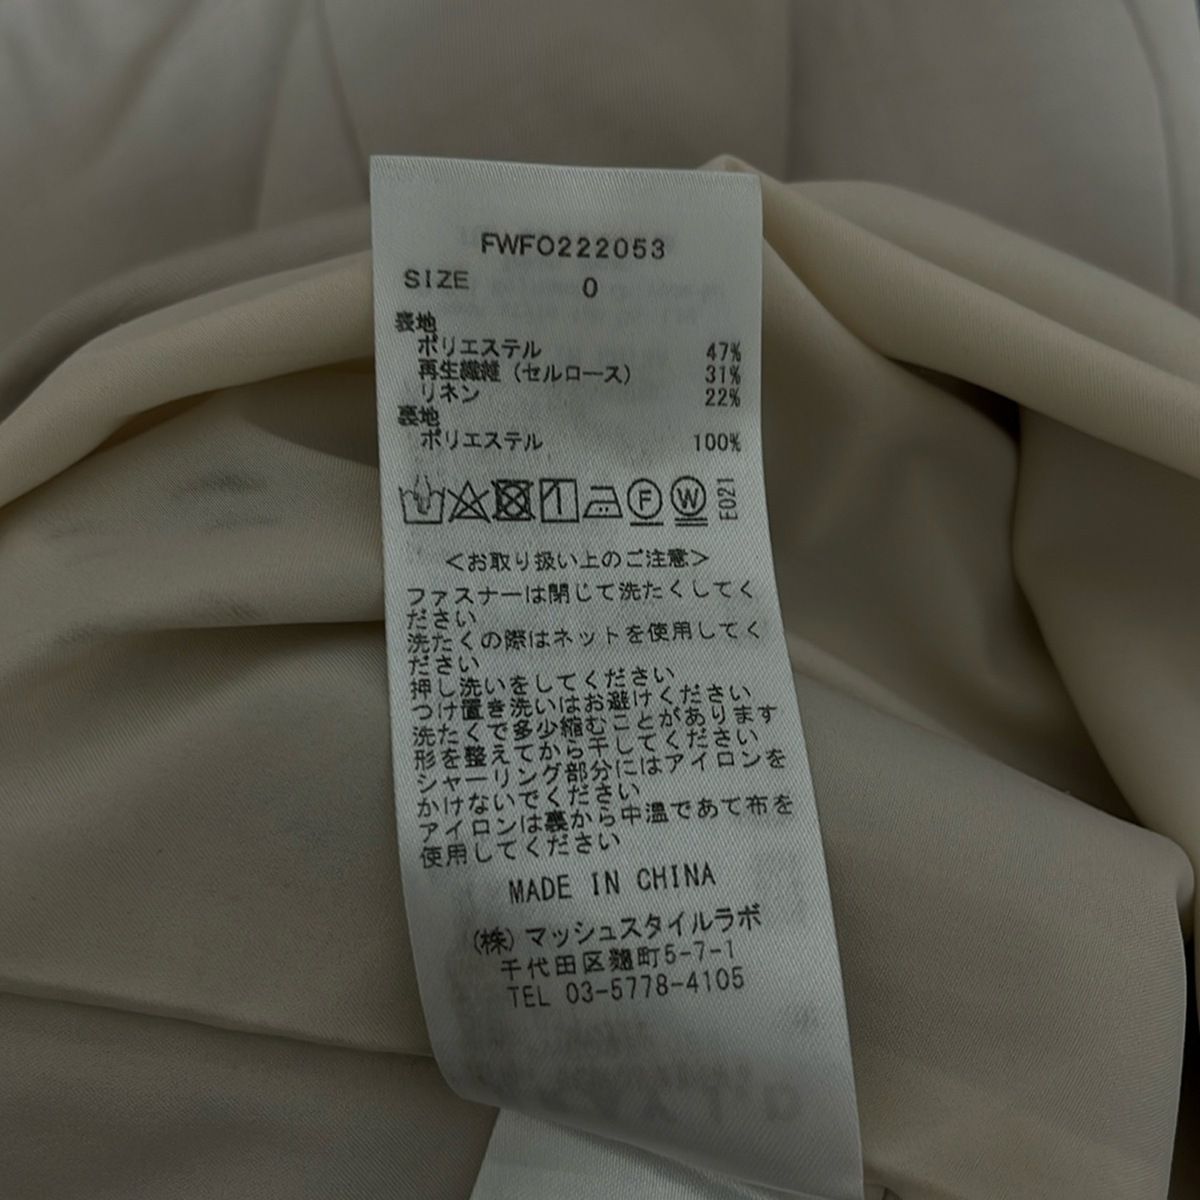 FWFO222053
SIZE 0
表地
ポリエステル 47%
再生繊維(セルロース) 31%
リネン 22%
裏地
ポリエステル 100%
F W E021
<お取り扱い上のご注意>
ファスナーは閉じて洗たくしてく
ださい
洗たくの際はネットを使用してく
ださい
押し洗いをしてください
つけ置き洗いはお避けください
洗たくで多少縮むことがあります
形を整えてから干してください
シャーリング部分にはアイロンを
かけないでください
アイロンは裏から中温であて布を
使用してください
MADE IN CHINA
(株)マッシュスタイルラボ
千代田区麹町5-7-1
TEL 03-5778-4105